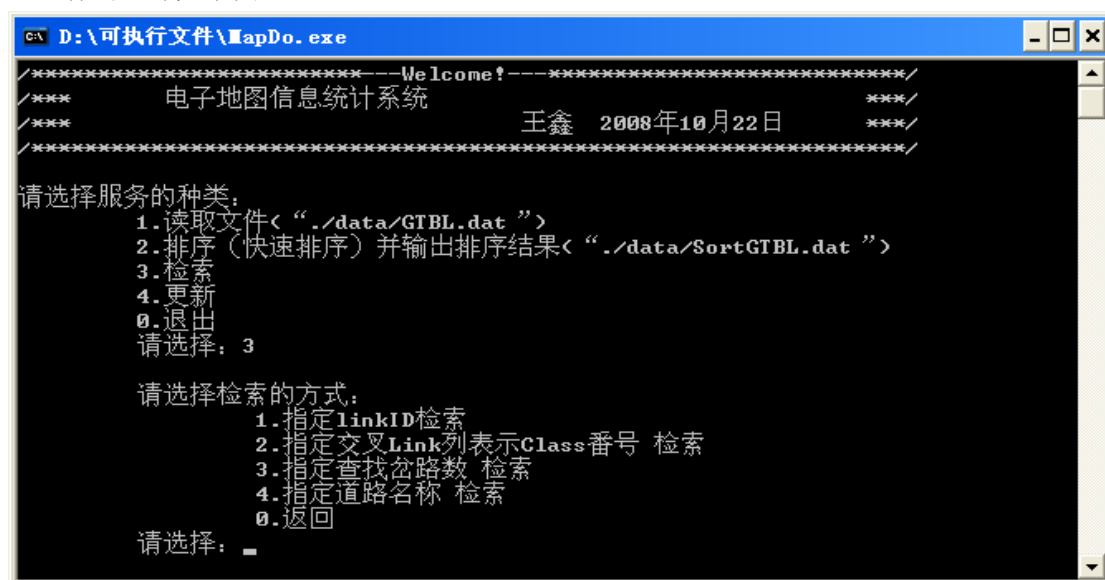 D:\可执行文件\MapDo.exe
/**************************---Welcome!---***************************/
/*** 电子地图信息统计系统 ***/
/*** 王鑫 2008年10月22日 ***/
/******************************************************************/
请选择服务的种类:
1.读取文件(“./data/GTBL.dat ”)
2.排序（快速排序）并输出排序结果(“./data/SortGTBL.dat ”)
3.检索
4.更新
0.退出
请选择: 3
请选择检索的方式:
1.指定linkID检索
2.指定交叉Link列表示Class番号 检索
3.指定查找岔路数 检索
4.指定道路名称 检索
0.返回
请选择: